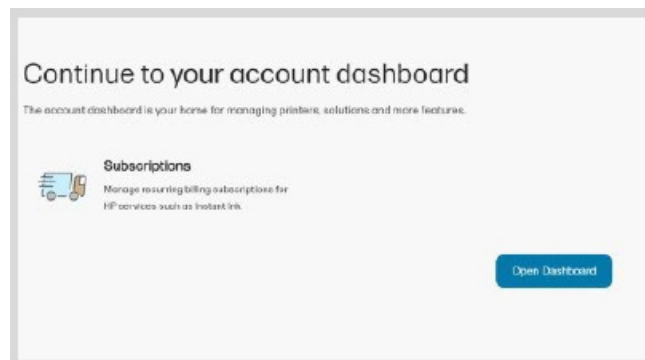 Continue to your account dashboard
The account dashboard is your home for managing printers, solutions and more features.
Subscriptions
Manage recurring billing subscriptions for
HP services such as Instant Ink.
Open Dashboard